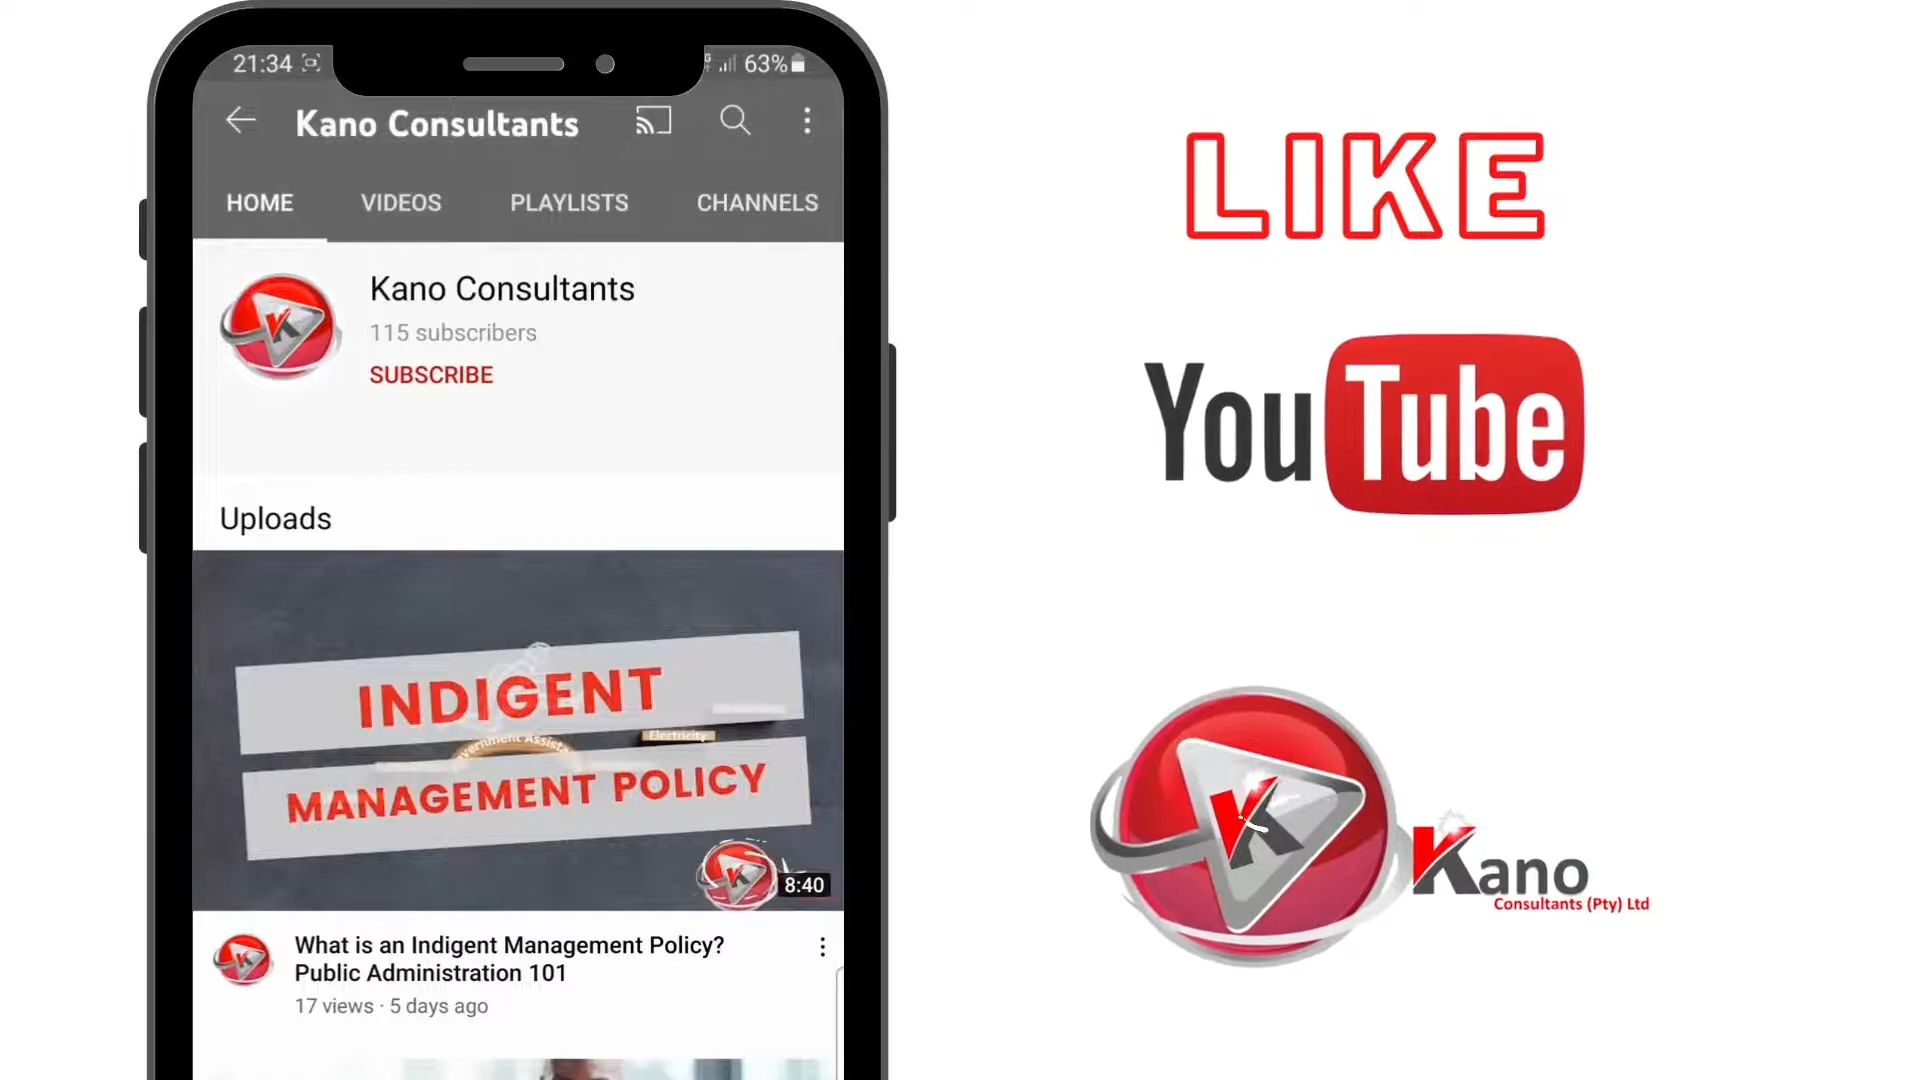 21:34
63%
Kano Consultants
HOME
VIDEOS
PLAYLISTS
CHANNELS
Kano Consultants
115 subscribers
SUBSCRIBE
Uploads
INDIGENT
Electricity
MANAGEMENT POLICY
K
8:40
What is an Indigent Management Policy?
Public Administration 101
17 views · 5 days ago
LIKE
YouTube
K
Kano
Consultants (Pty) Ltd